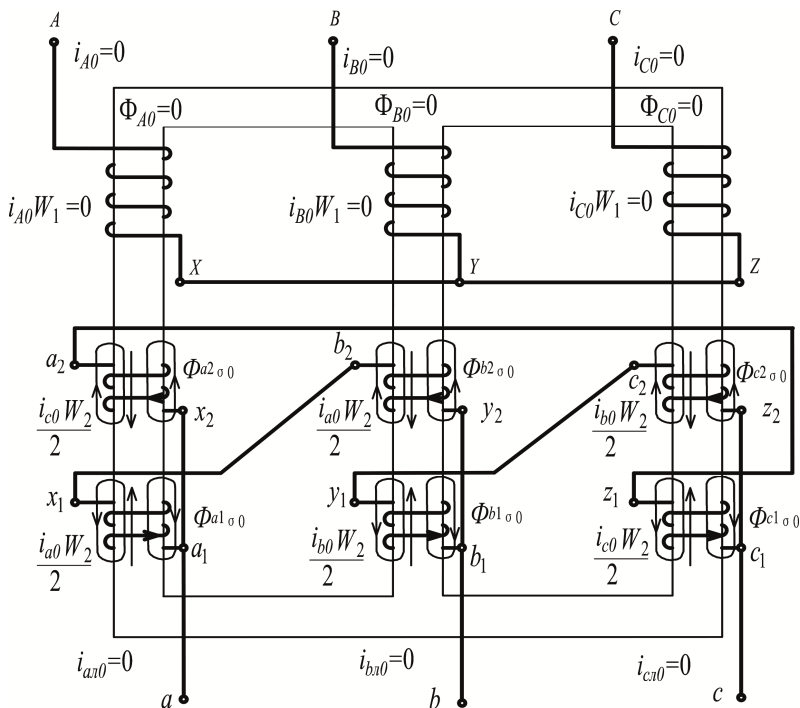 A B C
i_{A0}=0 i_{B0}=0 i_{C0}=0
Φ_{A0}=0 Φ_{B0}=0 Φ_{C0}=0
i_{A0}W_1=0 i_{B0}W_1=0 i_{C0}W_1=0
X Y Z
a_2 Φ_{a2σ0} b_2 Φ_{b2σ0} c_2 Φ_{c2σ0}
i_{c0}W_2/2 x_2 i_{a0}W_2/2 y_2 i_{b0}W_2/2 z_2
x_1 Φ_{a1σ0} y_1 Φ_{b1σ0} z_1 Φ_{c1σ0}
i_{a0}W_2/2 a_1 i_{b0}W_2/2 b_1 i_{c0}W_2/2 c_1
i_{ал0}=0 i_{bл0}=0 i_{cл0}=0
a b c